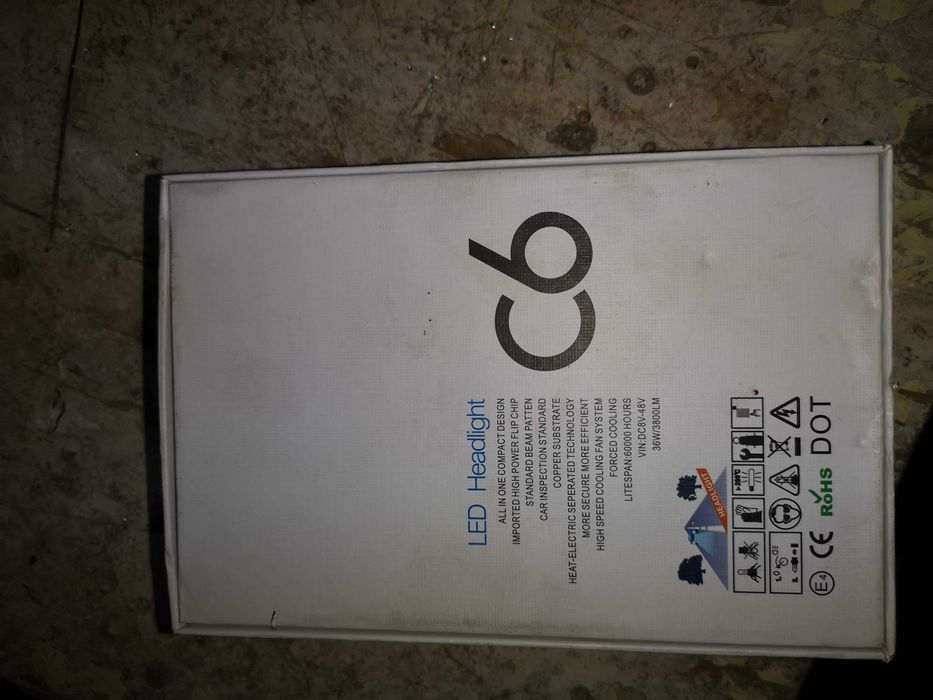 C6
LED Headlight
ALL IN ONE COMPACT DESIGN
IMPORTED HIGH POWER FLIP CHIP
STANDARD BEAM PATTEN
CAR INSPECTION STANDARD
COPPER SUBSTRATE
HEAT-ELECTRIC SEPERATED TECHNOLOGY
MORE SECURE MORE EFFICIENT
HIGH SPEED COOLING FAN SYSTEM
FORCED COOLING
LITESPAN:60000 HOURS
VIN:DC8V-48V
36W/3800LM
HEADLIGHT
E4 CE RoHS DOT